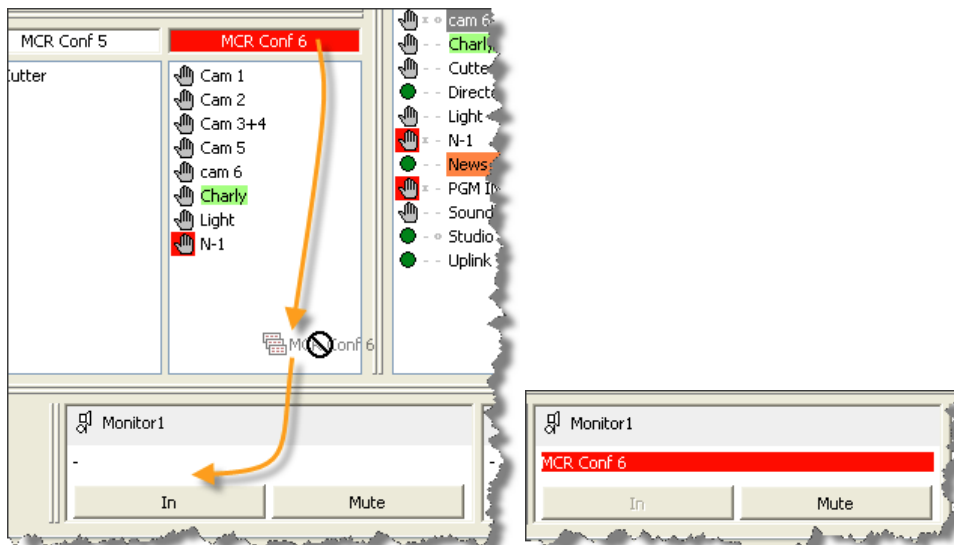 MCR Conf 5
MCR Conf 6
Cutter
Cam 1
Cam 2
Cam 3+4
Cam 5
cam 6
Charly
Light
N-1
MCR Conf 6
cam 6
Charly
Light
N-1
News
PGM
Sound
Studio
Uplink
Monitor1
-
-
In
Mute
Monitor1
MCR Conf 6
In
Mute